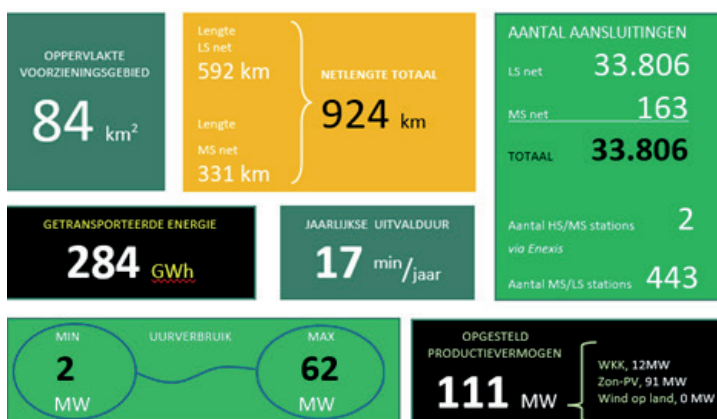 OPPERVLAKTE
VOORZIENINGSGEBIED
84 km²
Lengte
LS net
592 km
Lengte
MS net
331 km
NETLENGTE TOTAAL
924 km
AANTAL AANSLUITINGEN
LS net 33.806
MS net 163
TOTAAL 33.806
Aantal HS/MS stations 2
via Enexis
Aantal MS/LS stations 443
GETRANSPORTEERDE ENERGIE
284 GWh
JAARLIJKSE UITVALDUUR
17 min/jaar
MIN UURVERBRUIK MAX
2 62
MW MW
OPGESTELD
PRODUCTIEVERMOGEN
111 MW
WKK, 12MW
Zon-PV, 91 MW
Wind op land, 0 MW